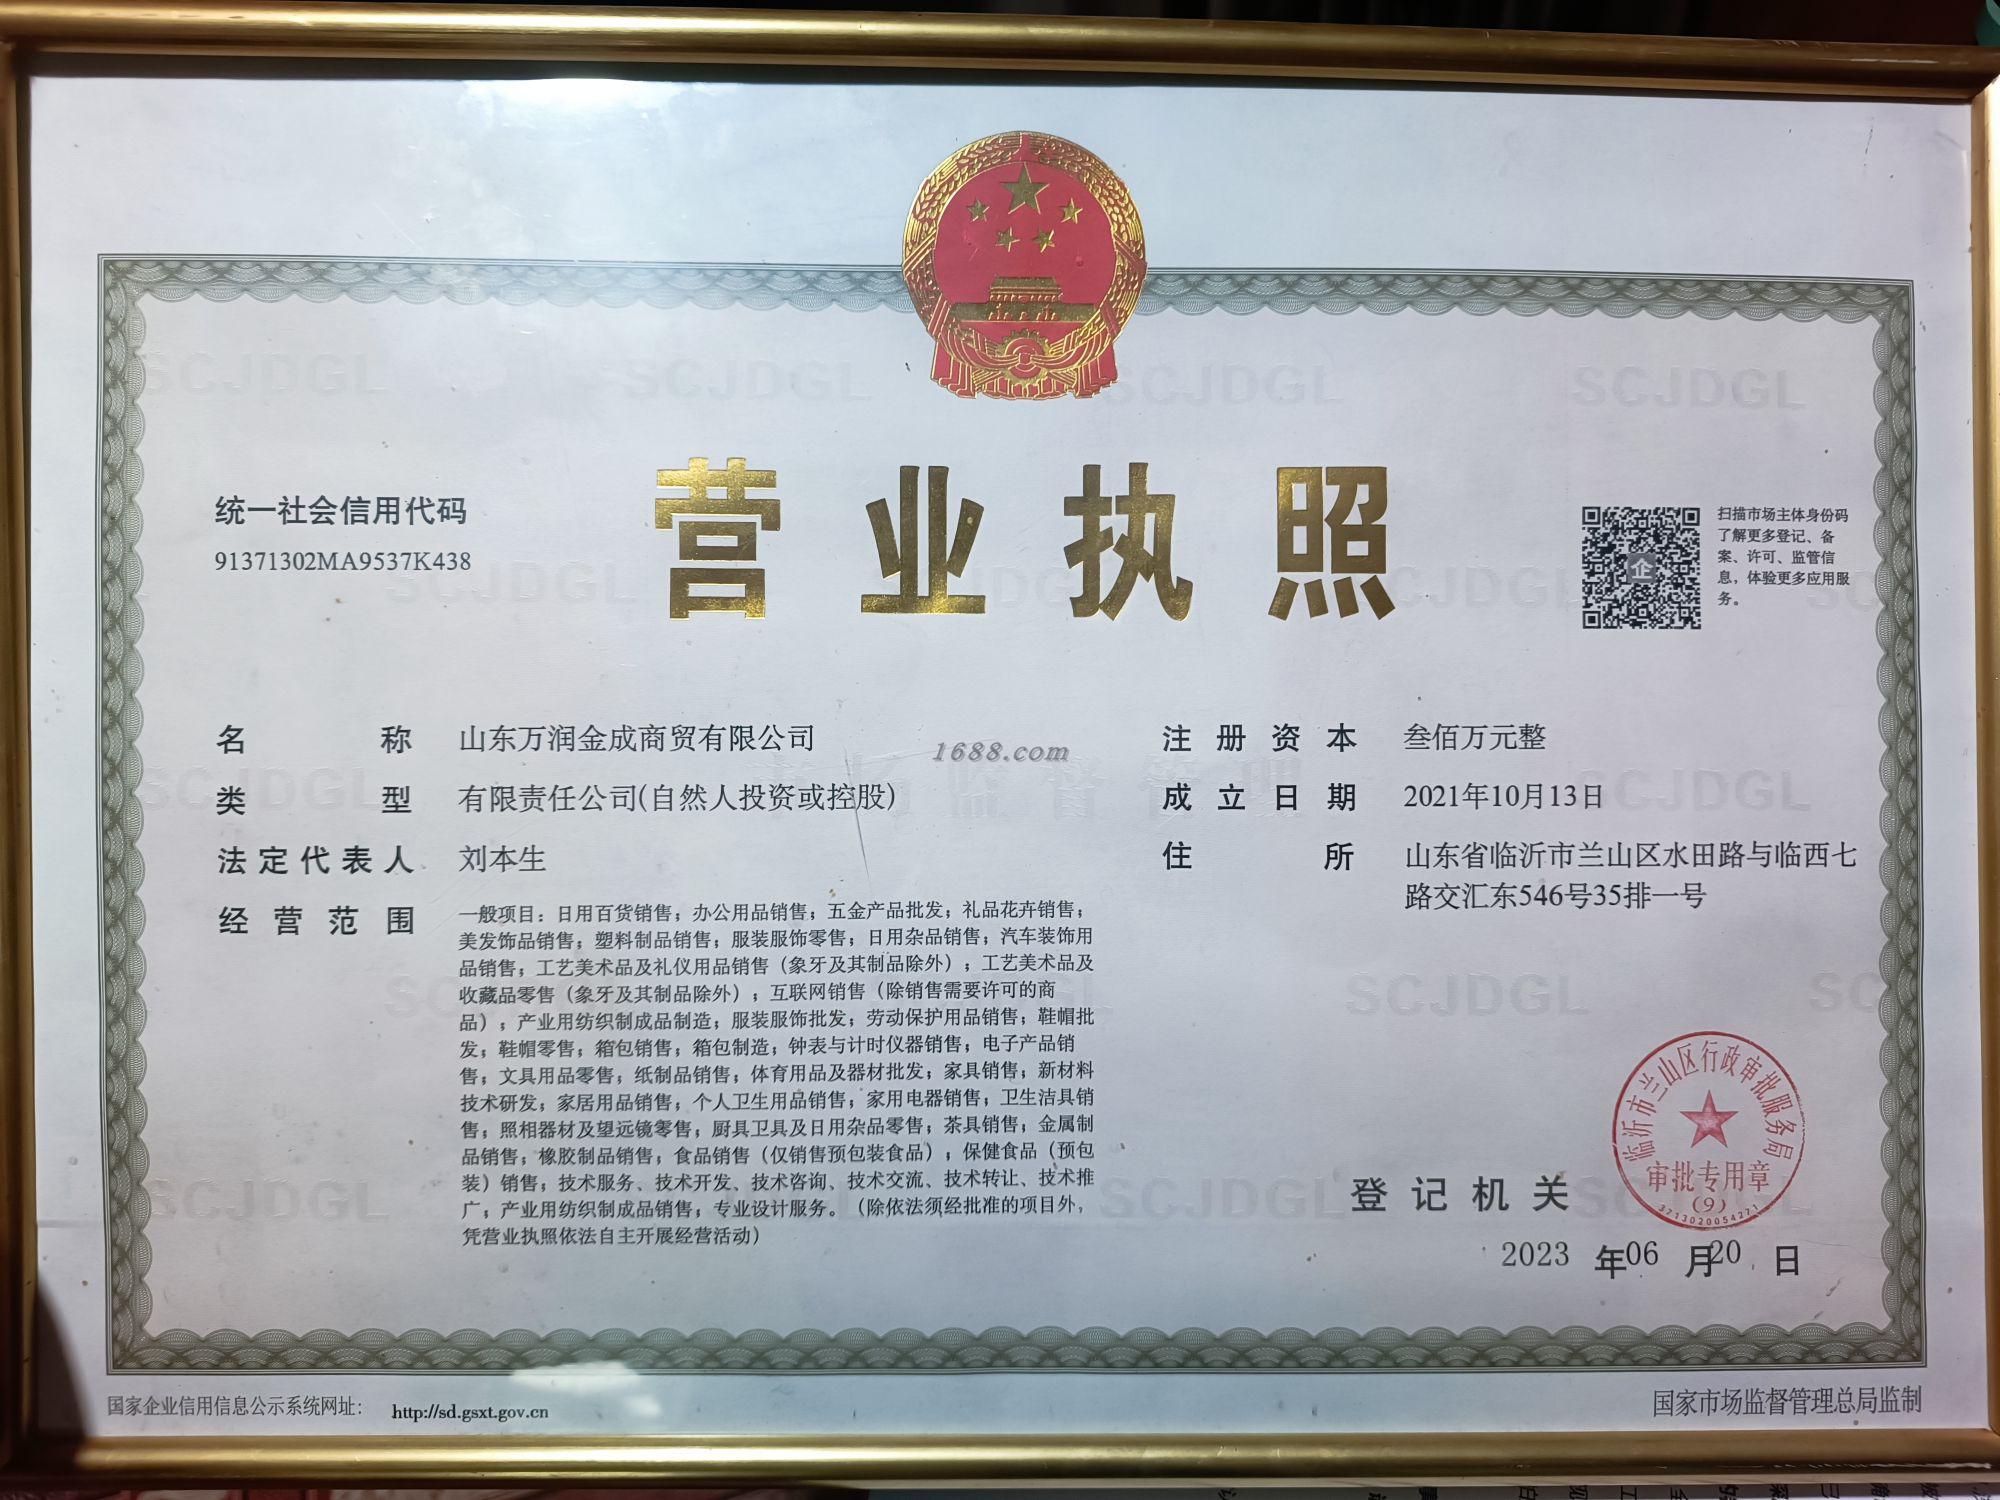 统一社会信用代码
91371302MA9537K438
营业执照
扫描市场主体身份码
了解更多登记、备
案、许可、监管信
息，体验更多应用服
务。
企
名称 山东万润金成商贸有限公司
类型 有限责任公司(自然人投资或控股)
法定代表人 刘本生
经营范围 一般项目：日用百货销售；办公用品销售；五金产品批发；礼品花卉销售；
美发饰品销售；塑料制品销售；服装服饰零售；日用杂品销售；汽车装饰用
品销售；工艺美术品及礼仪用品销售（象牙及其制品除外）；工艺美术品及
收藏品零售（象牙及其制品除外）；互联网销售（除销售需要许可的商
品）；产业用纺织制成品制造；服装服饰批发；劳动保护用品销售；鞋帽批
发；鞋帽零售；箱包销售；箱包制造；钟表与计时仪器销售；电子产品销
售；文具用品零售；纸制品销售；体育用品及器材批发；家具销售；新材料
技术研发；家居用品销售；个人卫生用品销售；家用电器销售；卫生洁具销
售；照相器材及望远镜零售；厨具卫具及日用杂品零售；茶具销售；金属制
品销售；橡胶制品销售；食品销售（仅销售预包装食品）；保健食品（预包
装）销售；技术服务、技术开发、技术咨询、技术交流、技术转让、技术推
广；产业用纺织制成品销售；专业设计服务。（除依法须经批准的项目外，
凭营业执照依法自主开展经营活动）
1688.com
注册资本 叁佰万元整
成立日期 2021年10月13日
住所 山东省临沂市兰山区水田路与临西七
路交汇东546号35排一号
登记机关
临沂市兰山区行政审批服务局
审批专用章
(9)
3713020054271
2023 年06 月20 日
国家企业信用信息公示系统网址： http://sd.gsxt.gov.cn
国家市场监督管理总局监制
SCJDGL